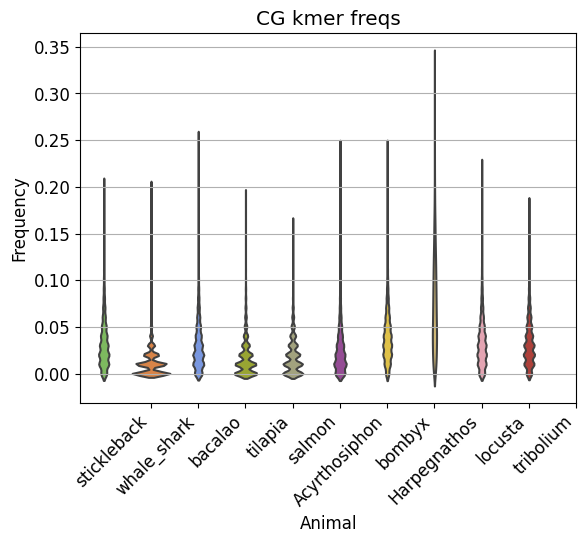 CG kmer freqs
Frequency
0.35
0.30
0.25
0.20
0.15
0.10
0.05
0.00
stickleback
whale_shark
bacalao
tilapia
salmon
Acyrthosiphon
bombyx
Harpegnathos
locusta
tribolium
Animal